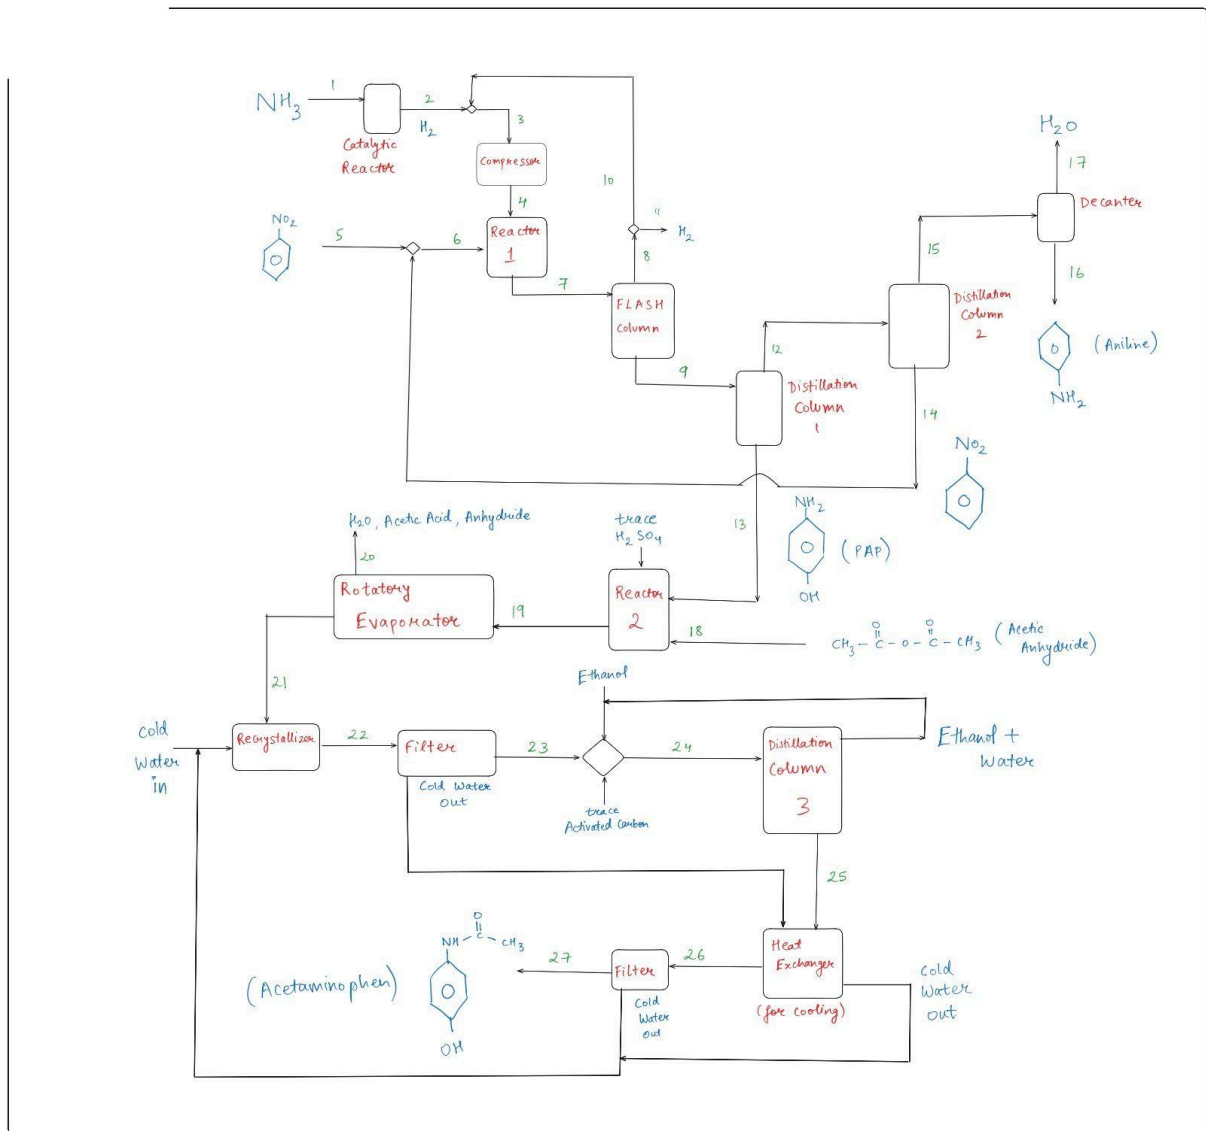 NH3
1
2
H2
3
Catalytic
Reactor
Compressor
4
10
11
H2
H2O
17
Decanter
NO2
5
6
Reactor
1
7
8
FLASH
Column
9
12
Distillation
Column
1
15
Distillation
Column
2
16
(Aniline)
NH2
14
NO2
13
NH2
(PAP)
OH
H2O, Acetic Acid, Anhydride
20
trace
H2SO4
Rotatory
Evaporator
19
Reactor
2
18
CH3-C-O-C-CH3
O
O
(Acetic
Anhydride)
21
Ethanol
Cold
Water
in
Recrystallizer
22
Filter
Cold Water
out
23
trace
Activated Carbon
24
Distillation
Column
3
Ethanol +
Water
25
Heat
Exchanger
(for cooling)
Cold
Water
out
26
Filter
Cold
Water
out
27
O
NH-C-CH3
(Acetaminophen)
OH